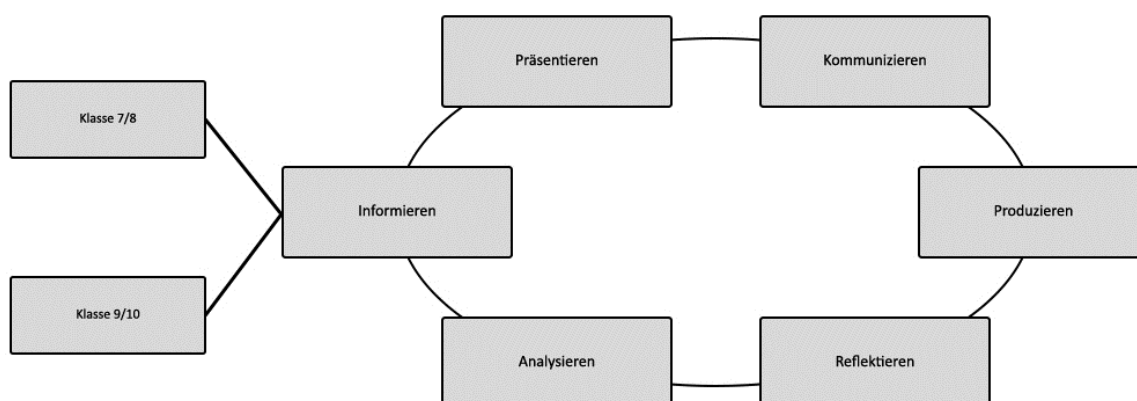 Präsentieren
Kommunizieren
Klasse 7/8
Informieren
Produzieren
Klasse 9/10
Analysieren
Reflektieren